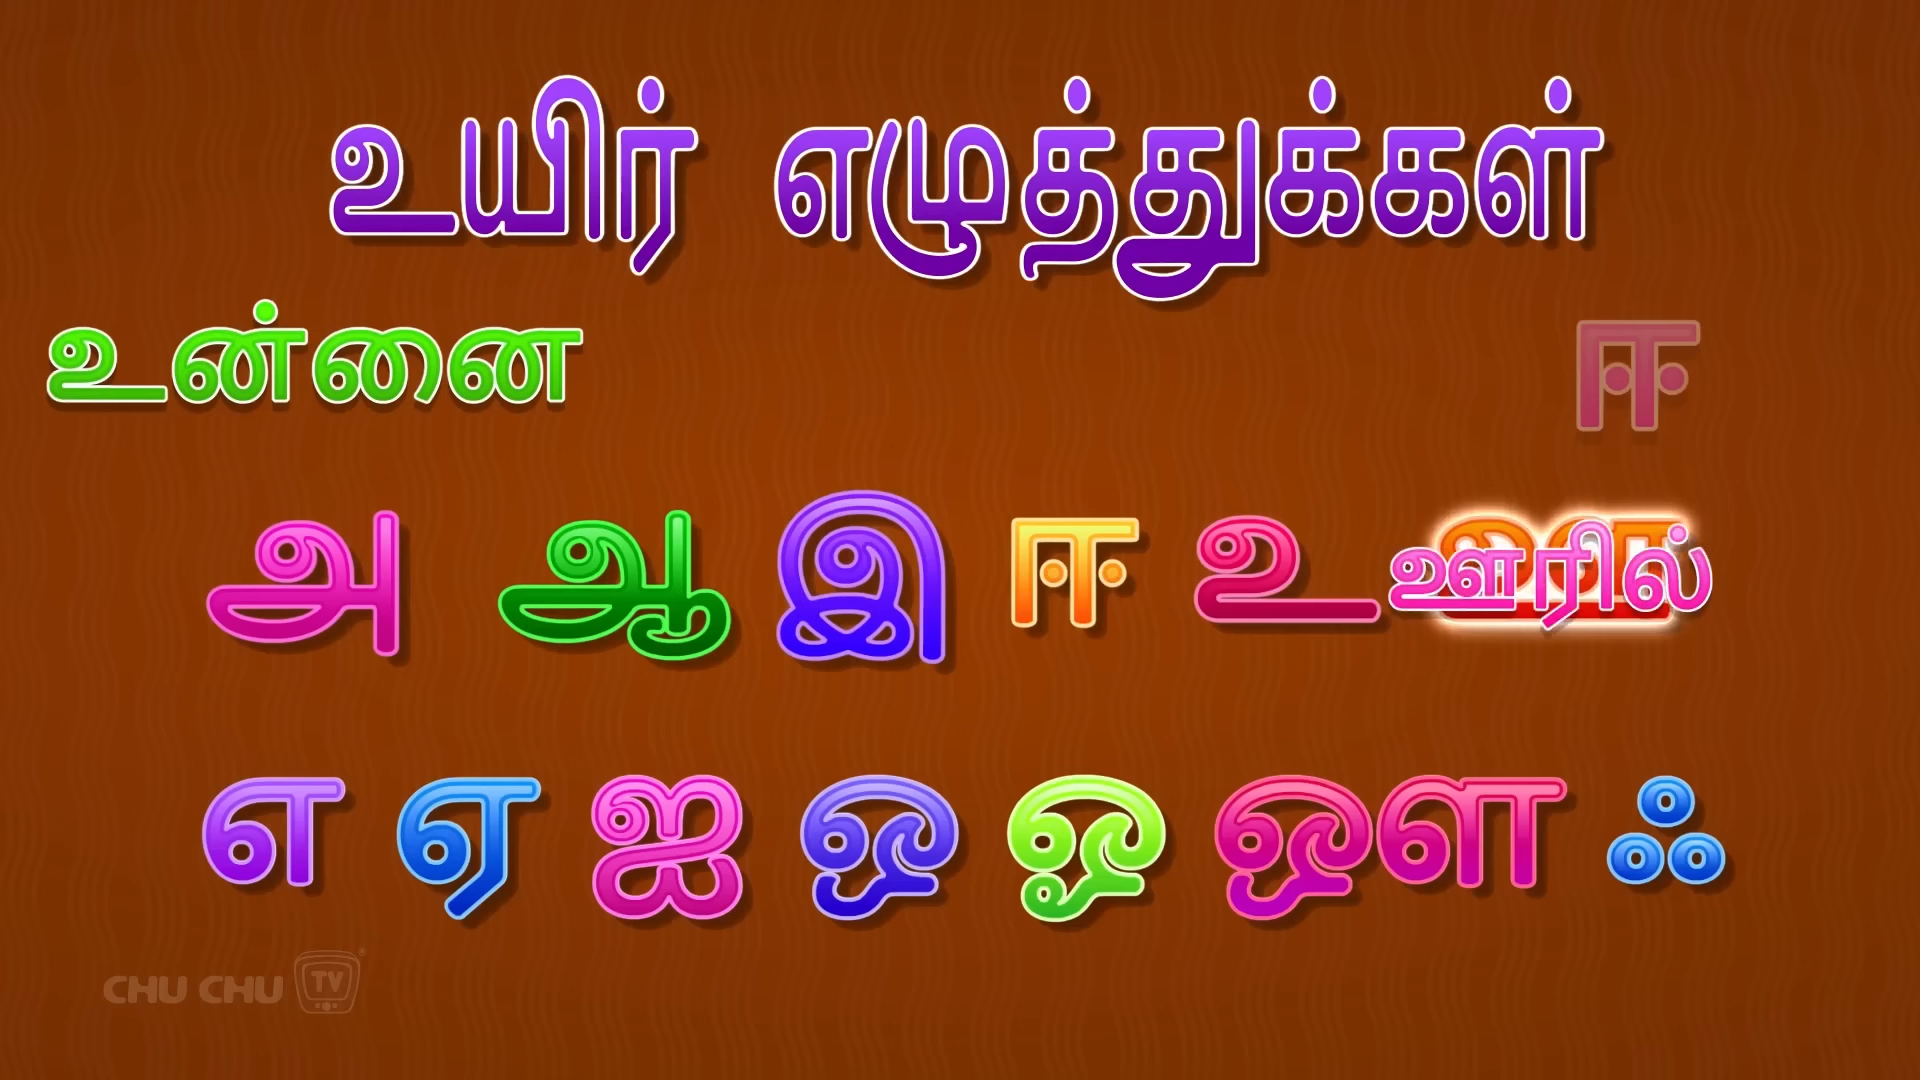 உயிர் எழுத்துக்கள்
உன்னை ஈ
அ ஆ இ ஈ உ ஊ ஊரில்
எ ஏ ஐ ஒ ஓ ஔ ஃ
CHU CHU TV